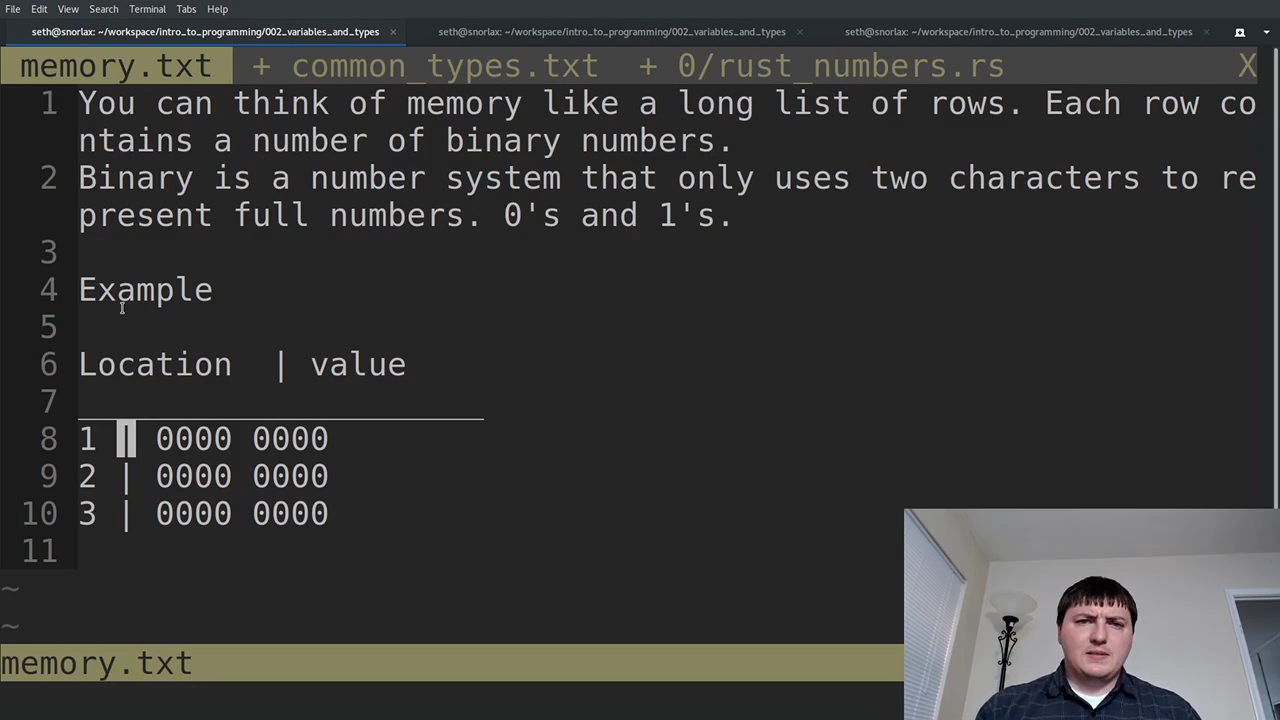 File Edit View Search Terminal Tabs Help
seth@snorlax: ~/workspace/intro_to_programming/002_variables_and_types × seth@snorlax: ~/workspace/intro_to_programming/002_variables_and_types × seth@snorlax: ~/workspace/intro_to_programming/002_variables_and_types ×
memory.txt + common_types.txt + 0/rust_numbers.rs X
1 You can think of memory like a long list of rows. Each row co
ntains a number of binary numbers.
2 Binary is a number system that only uses two characters to re
present full numbers. 0's and 1's.
3
4 Example
5
6 Location | value
7 _____________________
8 1 | 0000 0000
9 2 | 0000 0000
10 3 | 0000 0000
11
~
~
memory.txt